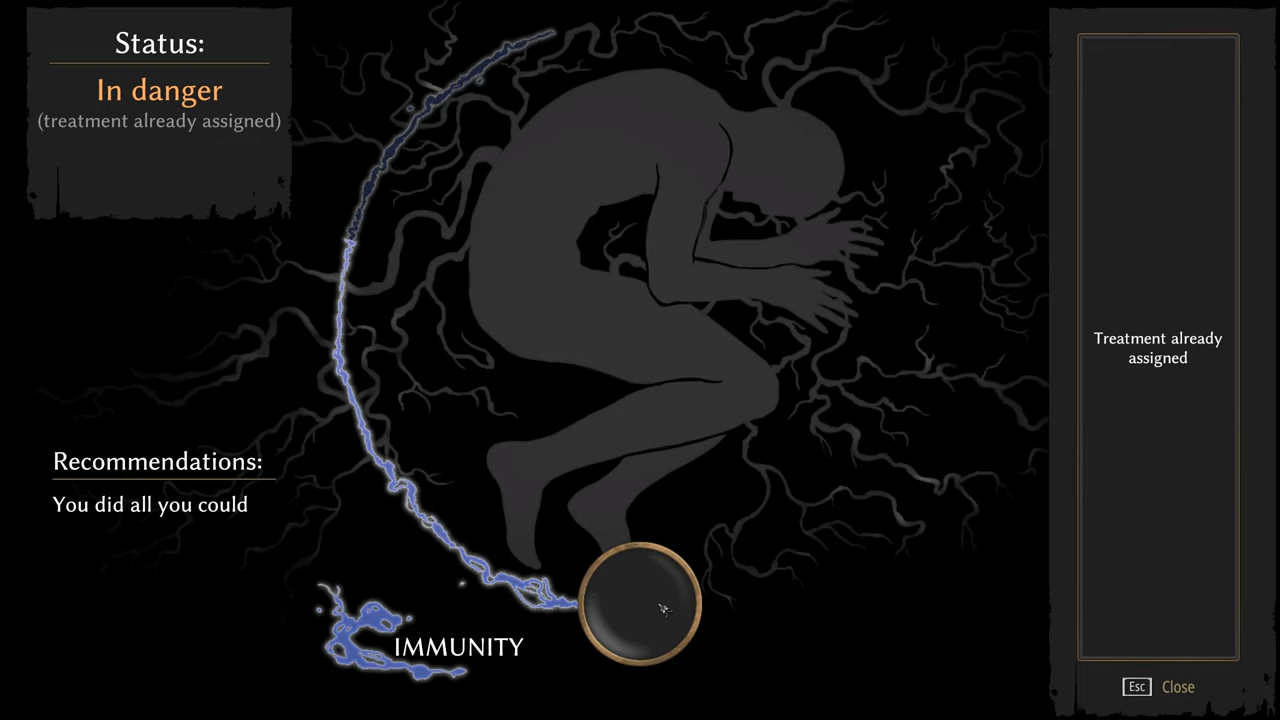 Status:
In danger
(treatment already assigned)
Recommendations:
You did all you could
IMMUNITY
Treatment already
assigned
Esc Close